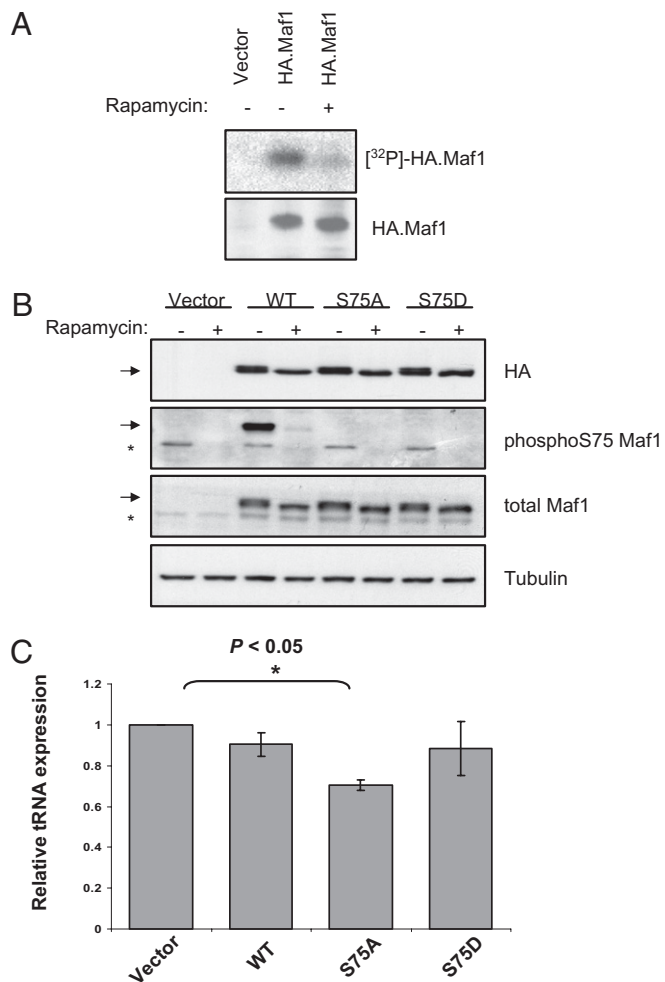 A
Vector
HA.Maf1
HA.Maf1
Rapamycin: - - +
[³²P]-HA.Maf1
HA.Maf1
B
Vector WT S75A S75D
Rapamycin: - + - + - + - +
HA
phosphoS75 Maf1
*
total Maf1
*
Tubulin
C
P < 0.05
*
Relative tRNA expression
1.2
1
0.8
0.6
0.4
0.2
0
Vector
WT
S75A
S75D